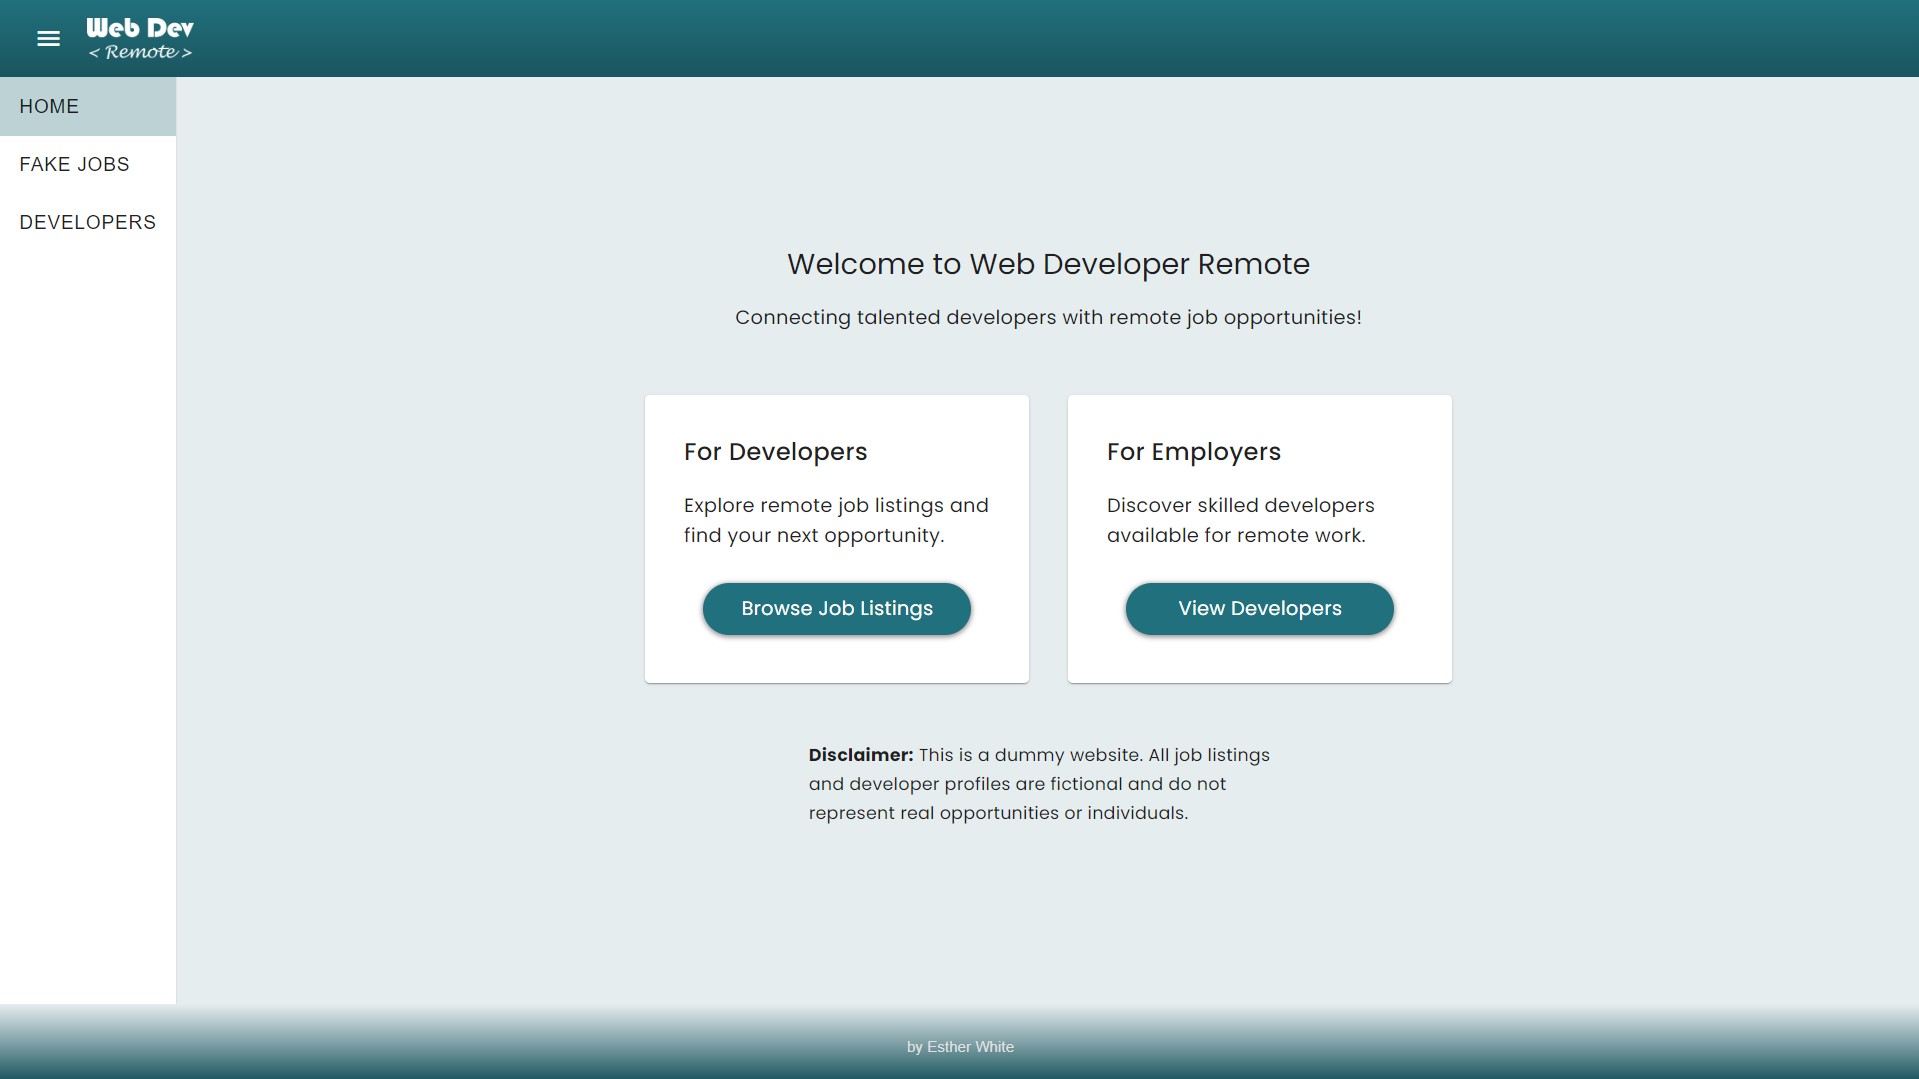 Web Dev
< Remote >
HOME
FAKE JOBS
DEVELOPERS
Welcome to Web Developer Remote
Connecting talented developers with remote job opportunities!
For Developers
Explore remote job listings and
find your next opportunity.
Browse Job Listings
For Employers
Discover skilled developers
available for remote work.
View Developers
Disclaimer: This is a dummy website. All job listings
and developer profiles are fictional and do not
represent real opportunities or individuals.
by Esther White